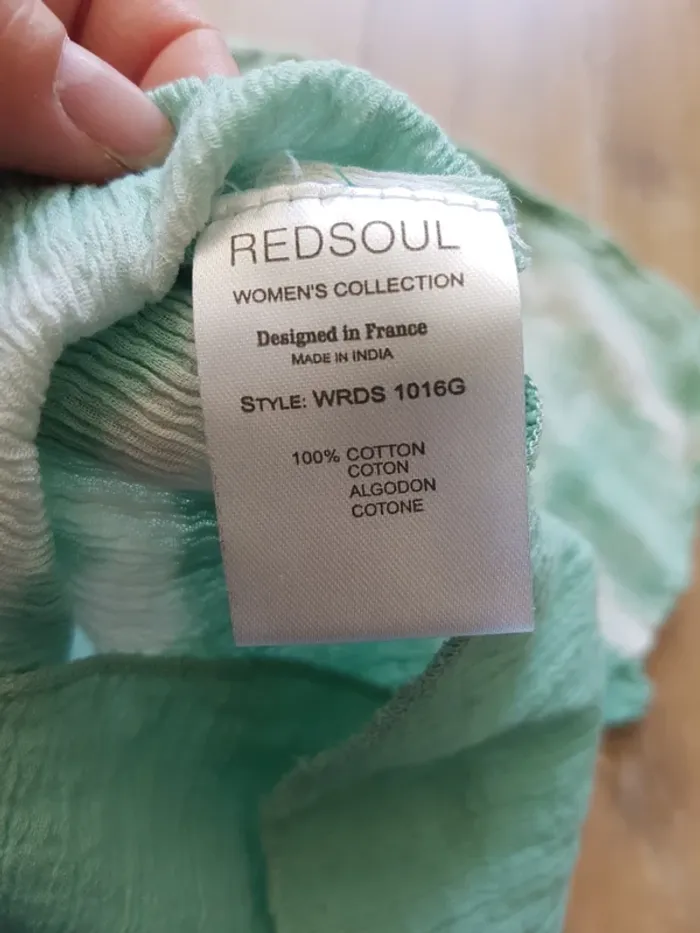 REDSOUL
WOMEN'S COLLECTION
Designed in France
MADE IN INDIA
STYLE: WRDS 1016G
100% COTTON
COTON
ALGODON
COTONE